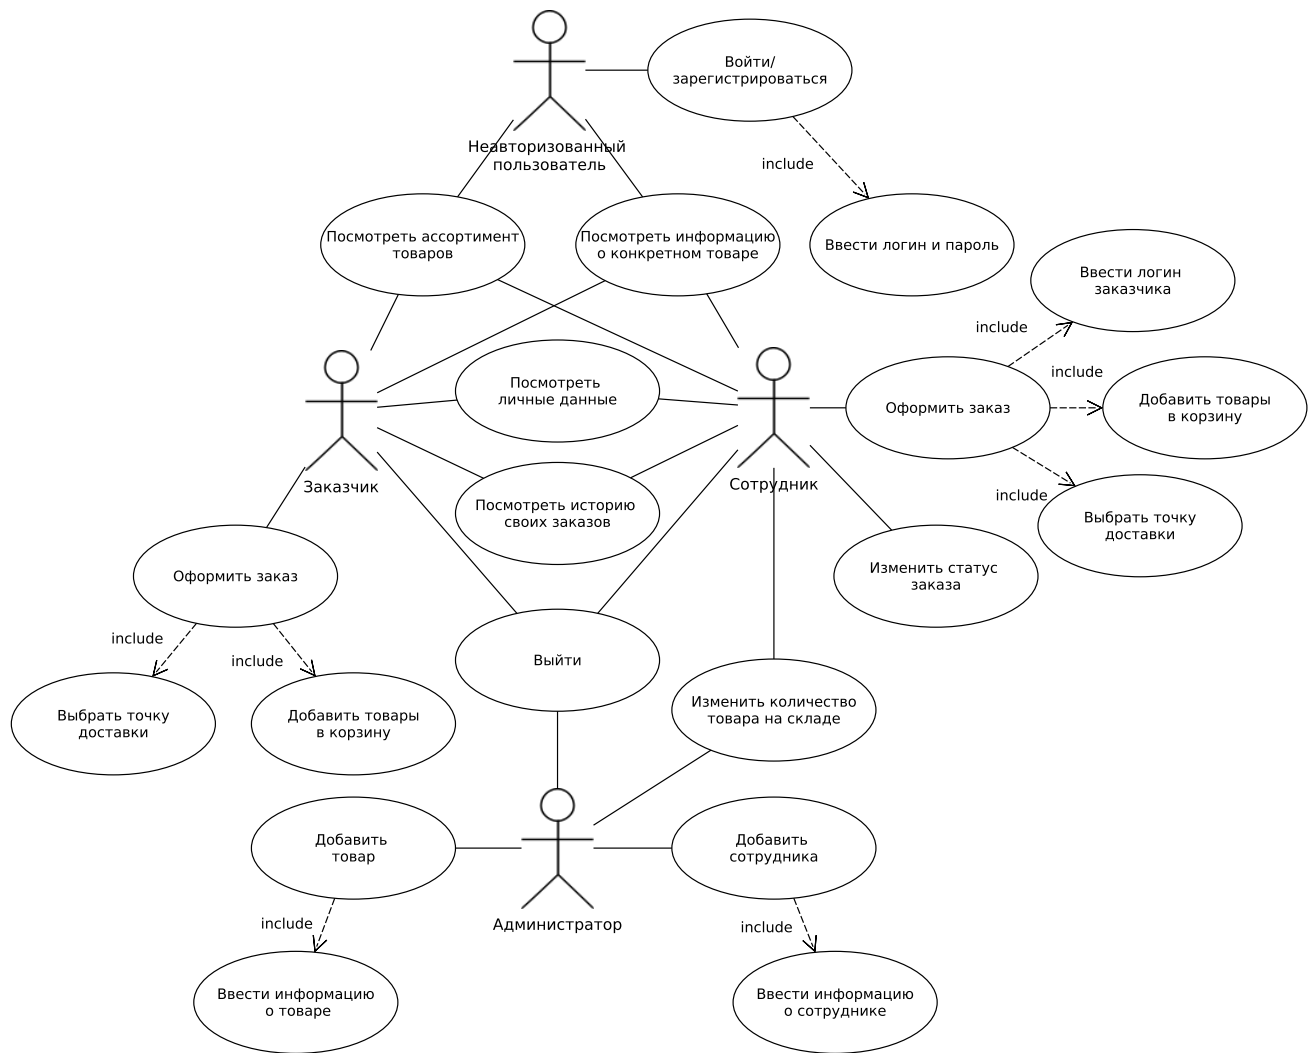 Войти/
зарегистрироваться
Неавторизованный
пользователь
include
Посмотреть ассортимент
товаров
Посмотреть информацию
о конкретном товаре
Ввести логин и пароль
Ввести логин
заказчика
include
include
Посмотреть
личные данные
Оформить заказ
Добавить товары
в корзину
Заказчик
Сотрудник
include
Посмотреть историю
своих заказов
Выбрать точку
доставки
Оформить заказ
Изменить статус
заказа
include
include
Выйти
Выбрать точку
доставки
Добавить товары
в корзину
Изменить количество
товара на складе
Добавить
товар
Добавить
сотрудника
include
Администратор
include
Ввести информацию
о товаре
Ввести информацию
о сотруднике